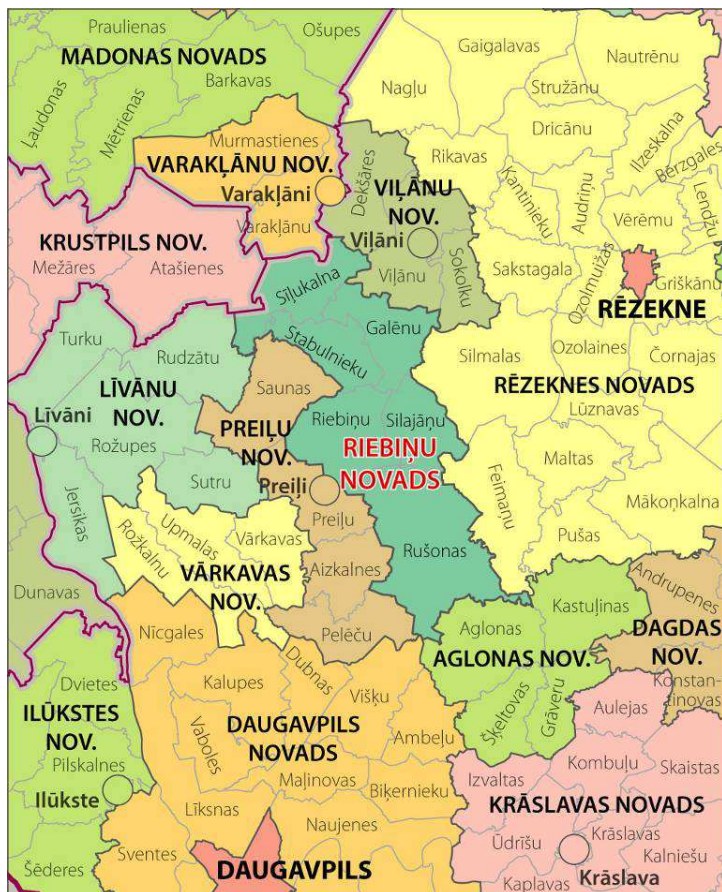 Praulienas
Ošupes
MADONAS NOVADS
Barkavas
Ļaudonas
Mētrienas
Gaigalavas
Nautrēnu
Nagļu
Stružānu
Dricānu
Murmastienes
VARAKĻĀNU NOV.
Varakļāni
Varakļānu
Dekšāres
VIĻĀNU
NOV.
Viļāni
Viļānu
Sokolku
Rikavas
Kantinieku
Audriņu
Ilzeskalna
Bērzgales
Lendžu
Vērēmu
Sakstagala
Ozolmuižas
Griškānu
RĒZEKNE
KRUSTPILS NOV.
Mežāres
Atašienes
Sīļukalna
Stabulnieku
Galēnu
Turku
Rudzātu
LĪVĀNU
NOV.
Līvāni
Rožupes
Jersikas
Sutru
Saunas
PREIĻU
NOV.
Preiļi
Preiļu
Riebiņu
Silajāņu
RIEBIŅU
NOVADS
Rušonas
Silmalas
Ozolaines
Čornajas
RĒZEKNES NOVADS
Lūznavas
Maltas
Feimaņu
Mākoņkalna
Pušas
Rožkalnu
Upmalas
Vārkavas
VĀRKAVAS
NOV.
Aizkalnes
Pelēču
Dunavas
Andrupenes
Kastuļinas
Aglonas
AGLONAS NOV.
DAGDAS
NOV.
Konstan-
tinovas
Šķeltovas
Grāveru
Nīcgales
Dubnas
Kalupes
Višķu
Vaboles
DAUGAVPILS
NOVADS
Ambeļu
Maļinovas
Biķernieku
Līksnas
Naujenes
Sventes
DAUGAVPILS
Dvietes
ILŪKSTES
NOV.
Pilskalnes
Ilūkste
Šēderes
Aulejas
Kombuļu
Skaistas
Izvaltas
KRĀSLAVAS NOVADS
Ūdrīšu
Krāslavas
Kalniešu
Krāslava
Kaplavas